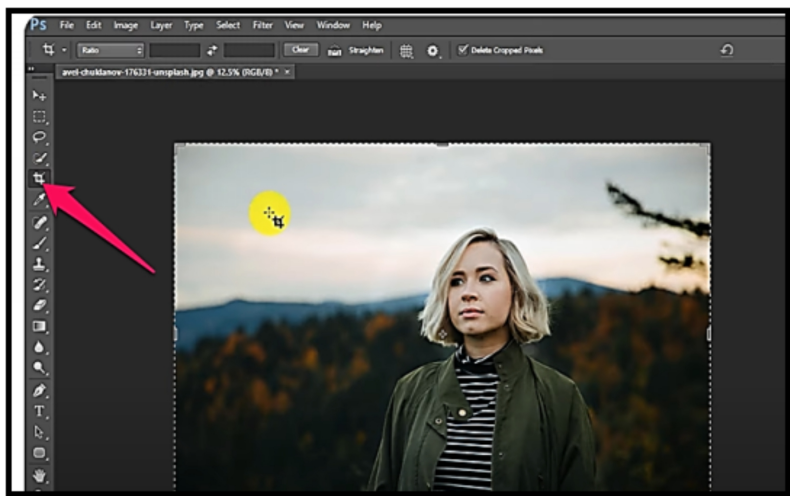 Ps File Edit Image Layer Type Select Filter View Window Help
Ratio Clear Straighten Delete Cropped Pixels
avel-chuklanov-176331-unsplash.jpg @ 12.5% (RGB/8) * ×
T